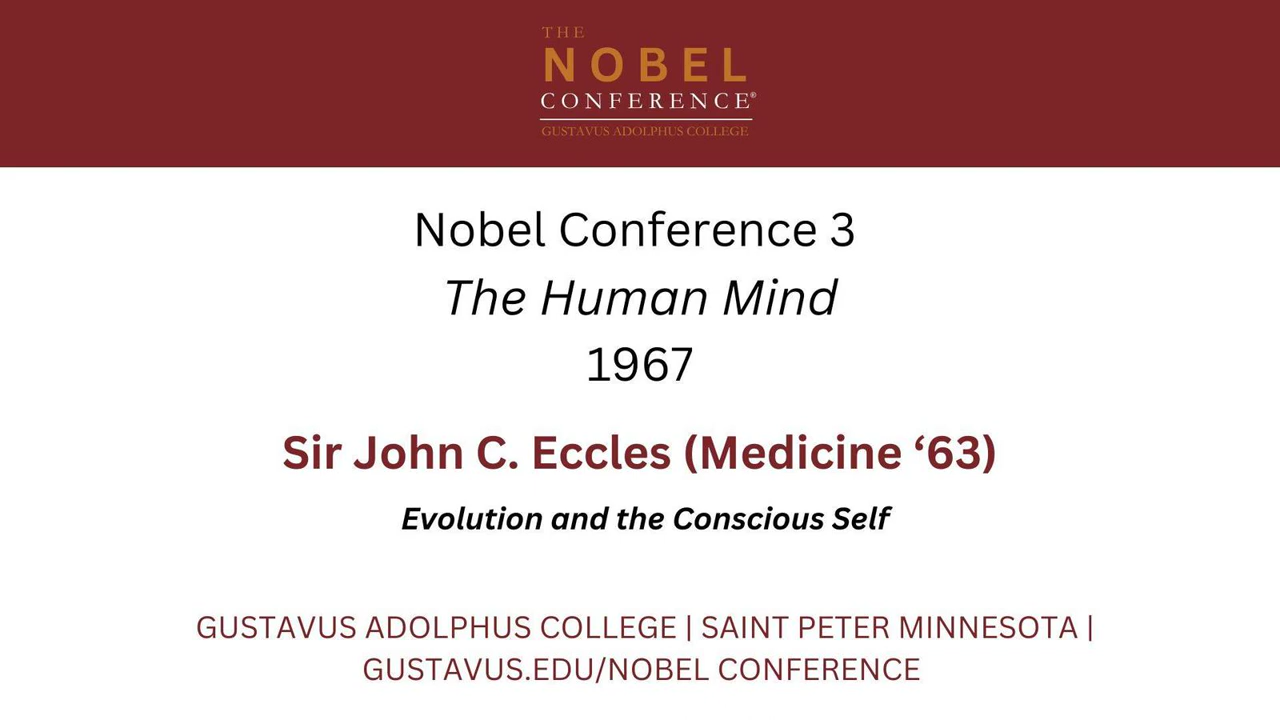 THE
NOBEL
CONFERENCE®
GUSTAVUS ADOLPHUS COLLEGE
Nobel Conference 3
The Human Mind
1967
Sir John C. Eccles (Medicine ‘63)
Evolution and the Conscious Self
GUSTAVUS ADOLPHUS COLLEGE | SAINT PETER MINNESOTA |
GUSTAVUS.EDU/NOBEL CONFERENCE